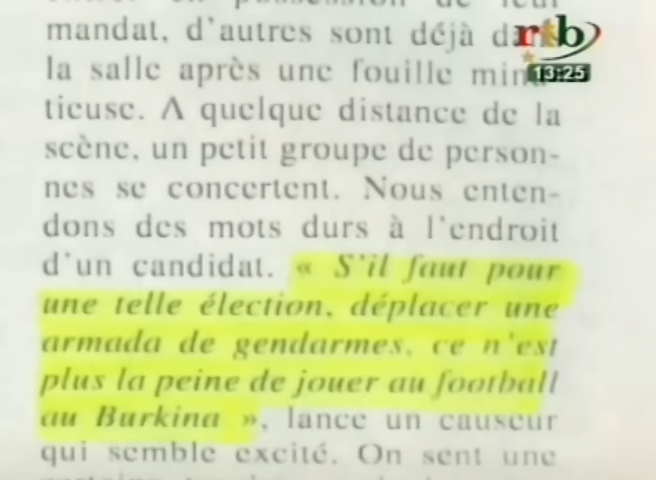 mandat, d'autres sont déjà
la salle après une fouille
tieuse. A quelque distance de la
scène, un petit groupe de person-
nes se concertent. Nous enten-
dons des mots durs à l'endroit
d'un candidat. « S'il faut pour
une telle élection, déplacer une
armada de gendarmes, ce n'est
plus la peine de jouer au football
au Burkina », lance un causeur
qui semble excité. On sent une
rtb
13:25